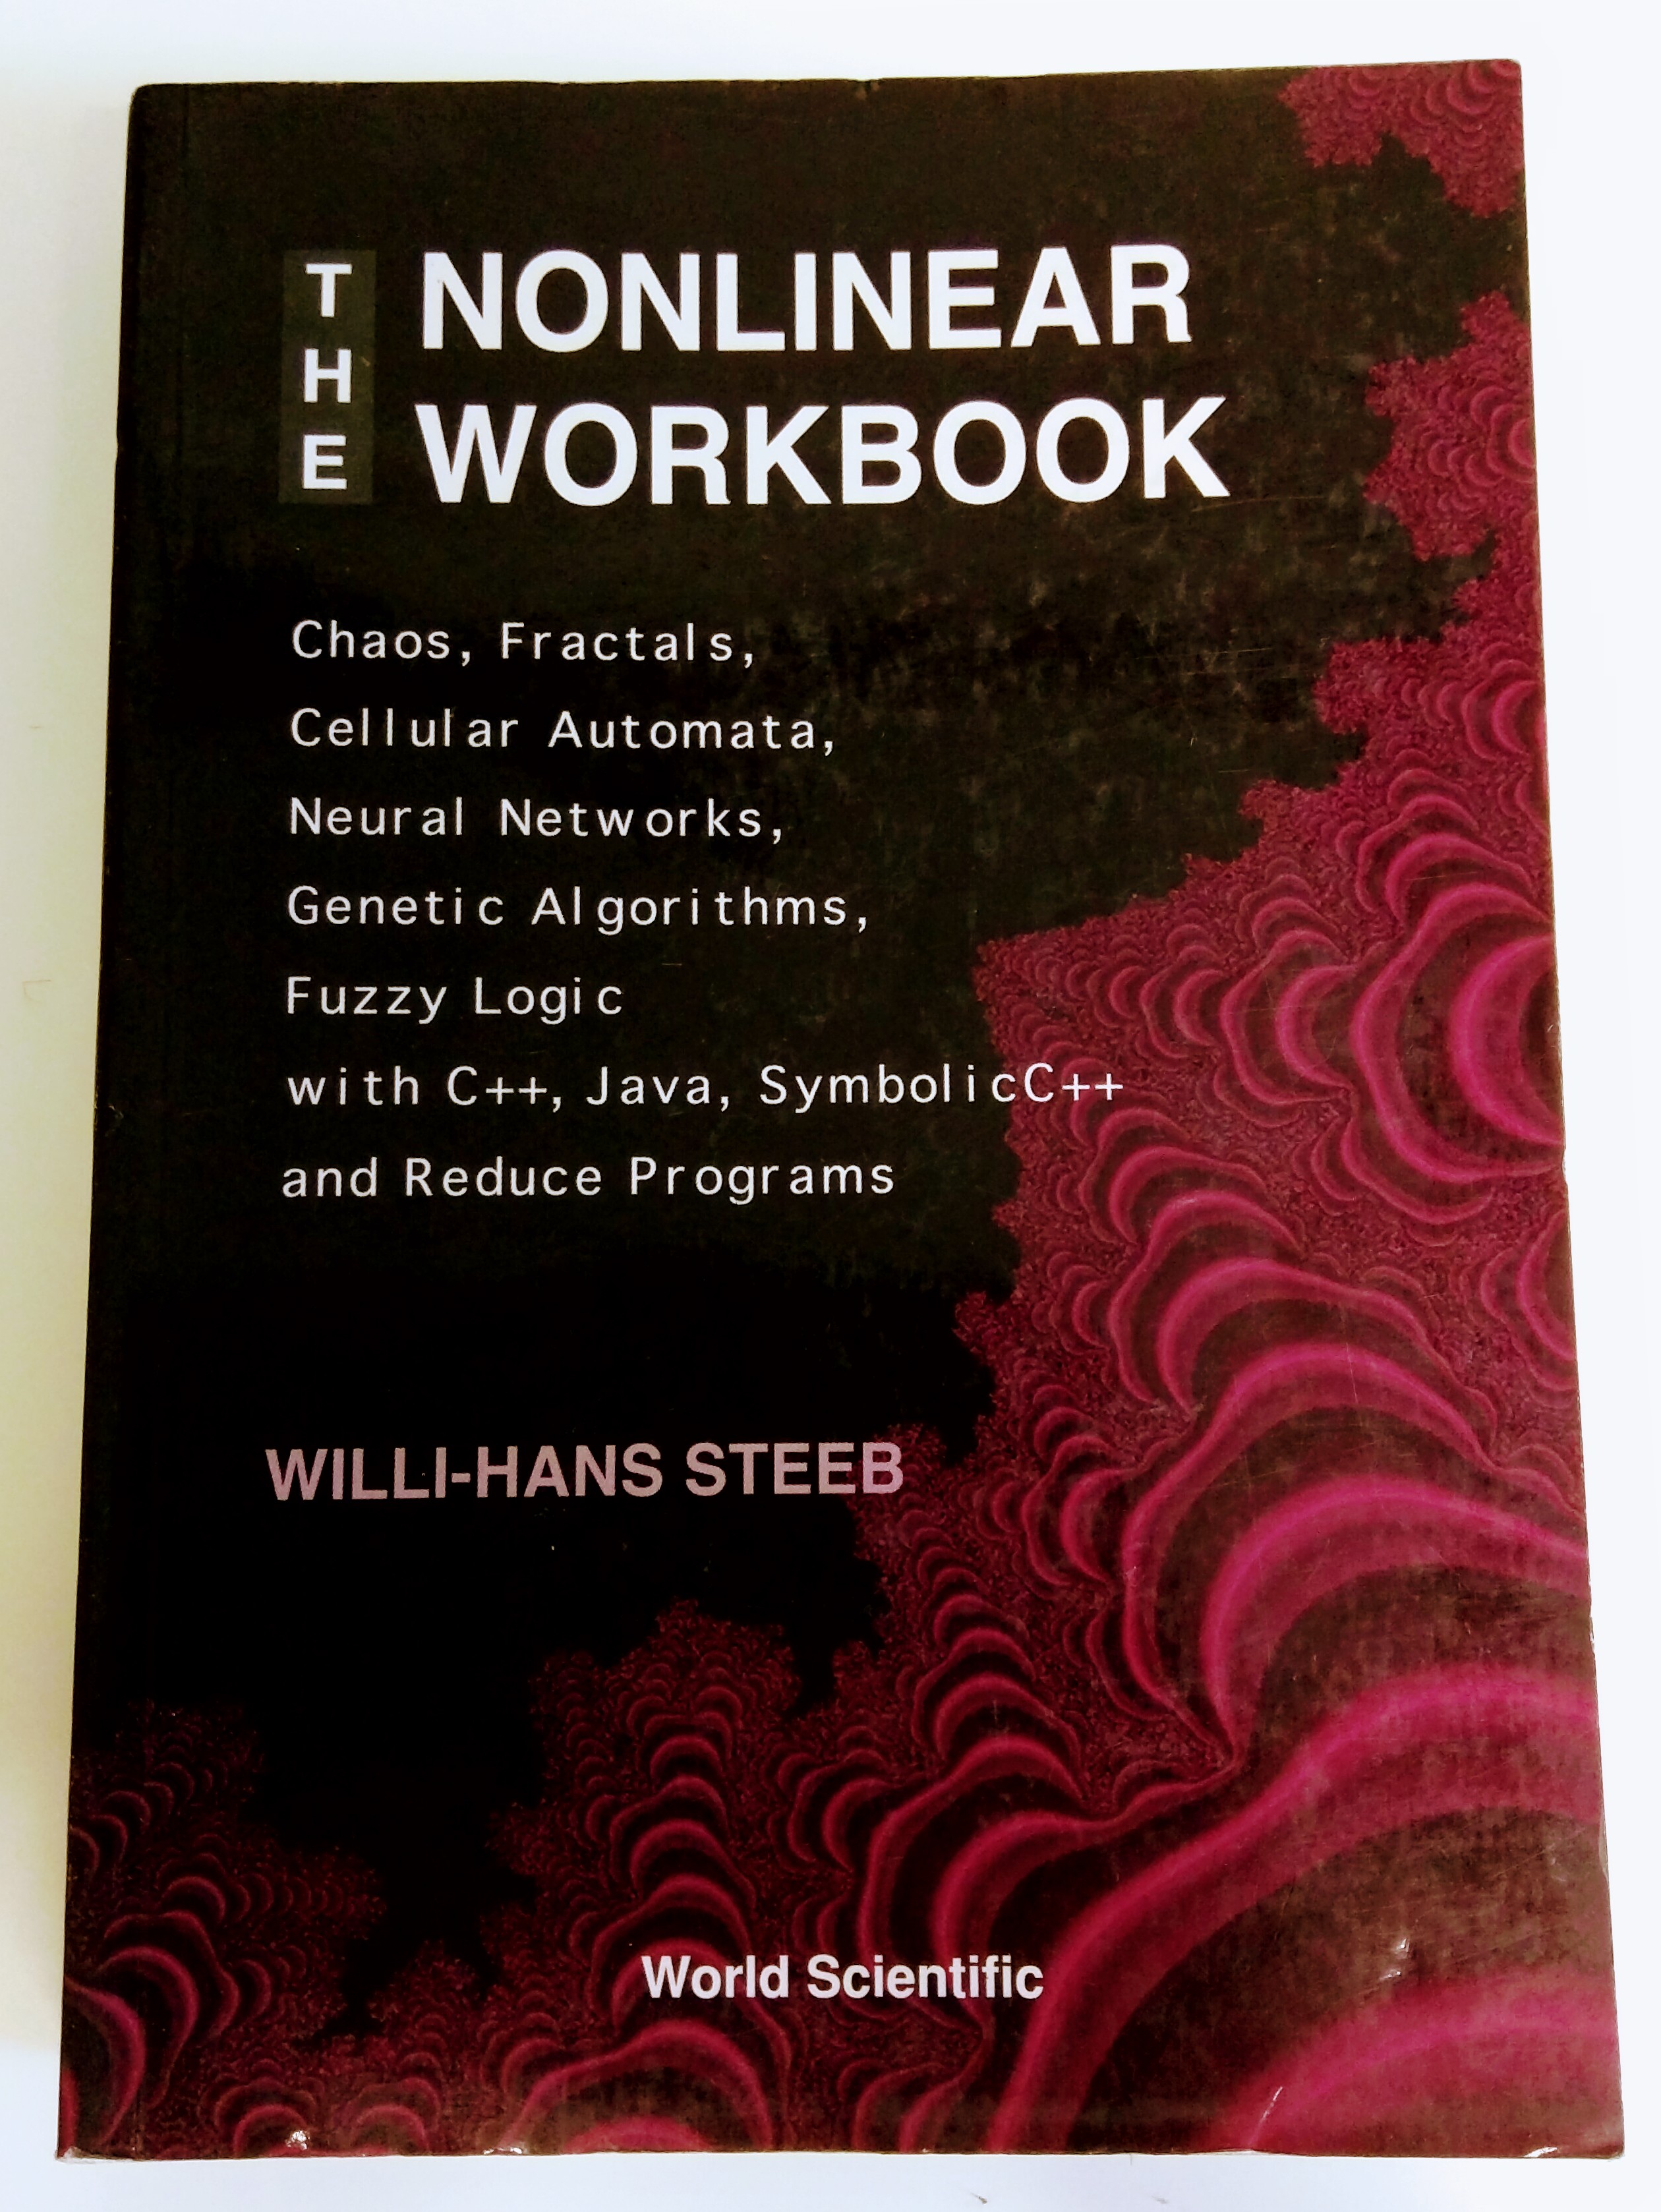 THE NONLINEAR
WORKBOOK
Chaos, Fractals,
Cellular Automata,
Neural Networks,
Genetic Algorithms,
Fuzzy Logic
with C++, Java, SymbolicC++
and Reduce Programs
WILLI-HANS STEEB
World Scientific